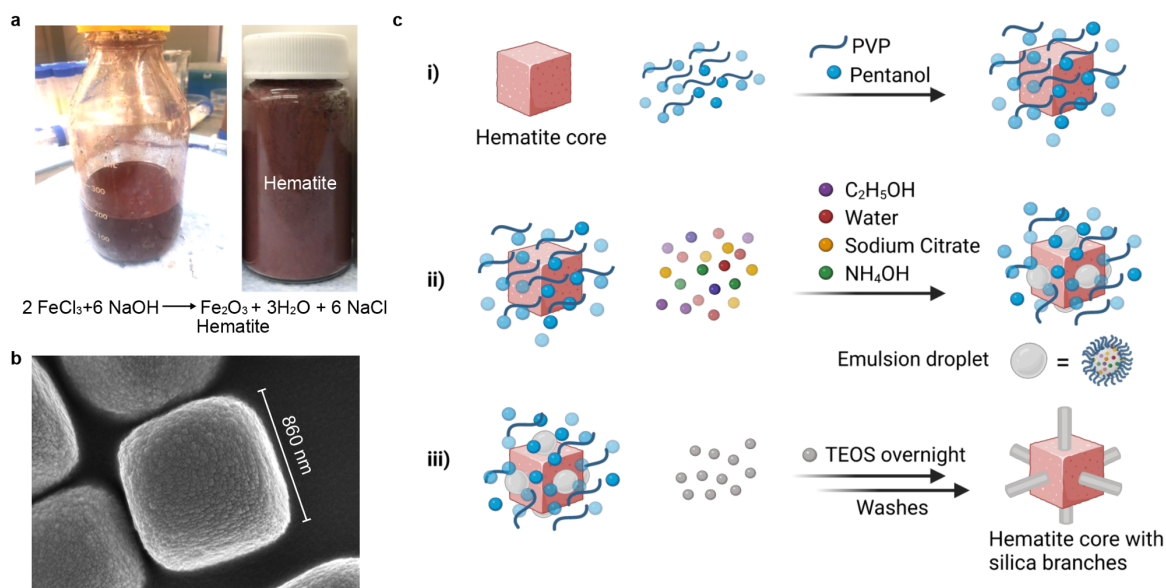 a
300
200
100
Hematite
2 FeCl₃+6 NaOH → Fe₂O₃ + 3H₂O + 6 NaCl
Hematite
b
860 nm
c
i)
Hematite core
PVP
Pentanol
ii)
C₂H₅OH
Water
Sodium Citrate
NH₄OH
Emulsion droplet
=
iii)
TEOS overnight
Washes
Hematite core with
silica branches